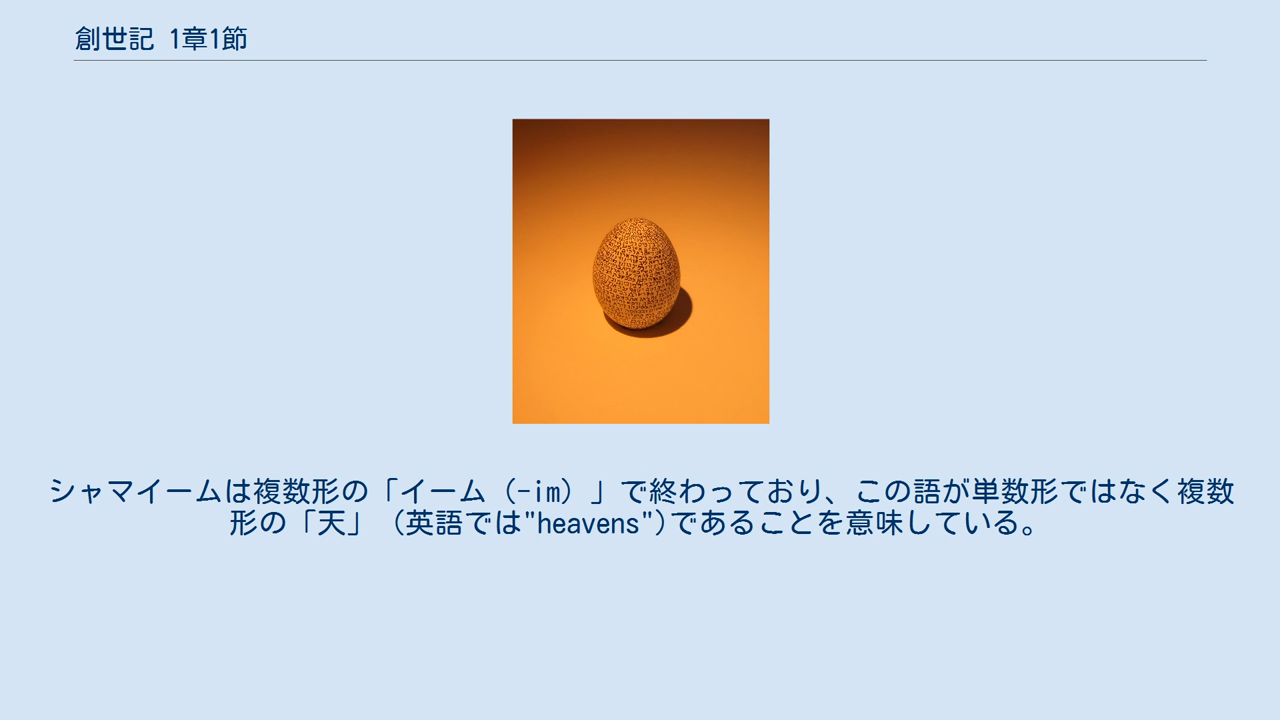 創世記 1章1節
シャマイームは複数形の「イーム（-im）」で終わっており、この語が単数形ではなく複数
形の「天」（英語では"heavens")であることを意味している。